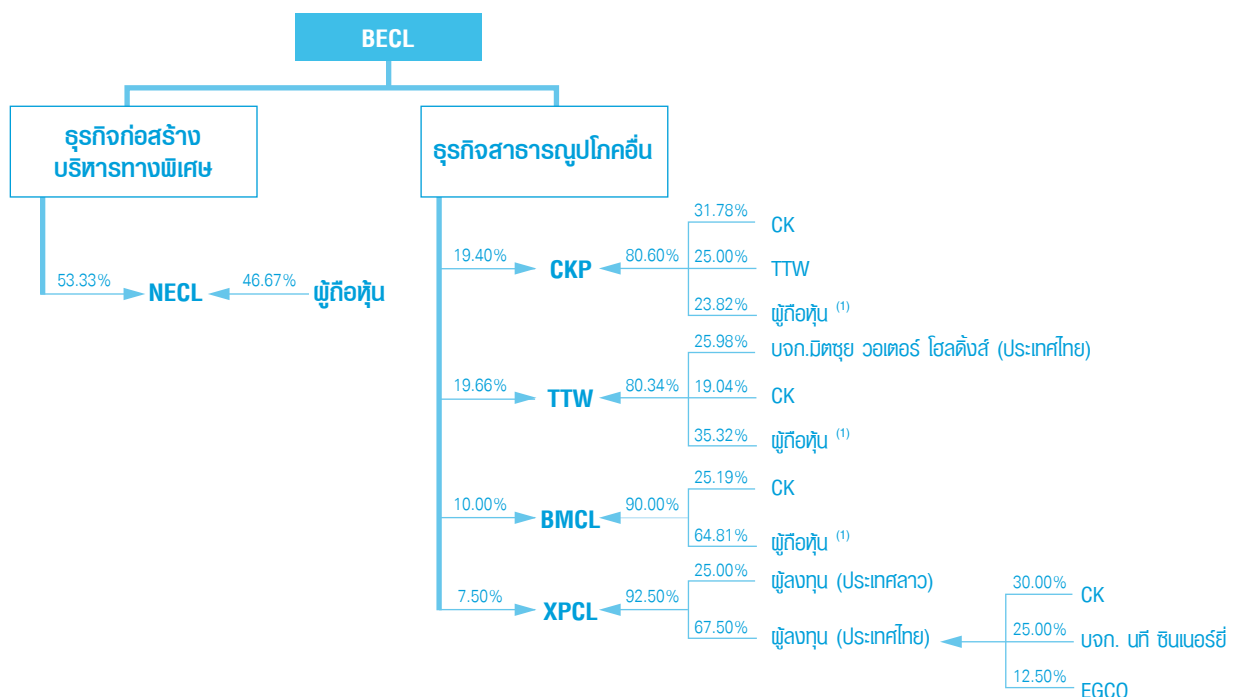 BECL
ธุรกิจก่อสร้าง
บริหารทางพิเศษ
ธุรกิจสาธารณูปโภคอื่น
53.33% NECL 46.67% ผู้ถือหุ้น
19.40% CKP 80.60%
31.78% CK
25.00% TTW
23.82% ผู้ถือหุ้น (1)
19.66% TTW 80.34%
25.98% บจก.มิตซุย วอเตอร์ โฮลดิ้งส์ (ประเทศไทย)
19.04% CK
35.32% ผู้ถือหุ้น (1)
10.00% BMCL 90.00%
25.19% CK
64.81% ผู้ถือหุ้น (1)
7.50% XPCL 92.50%
25.00% ผู้ลงทุน (ประเทศลาว)
67.50% ผู้ลงทุน (ประเทศไทย)
30.00% CK
25.00% บจก. นที ซินเนอร์ยี่
12.50% EGCO